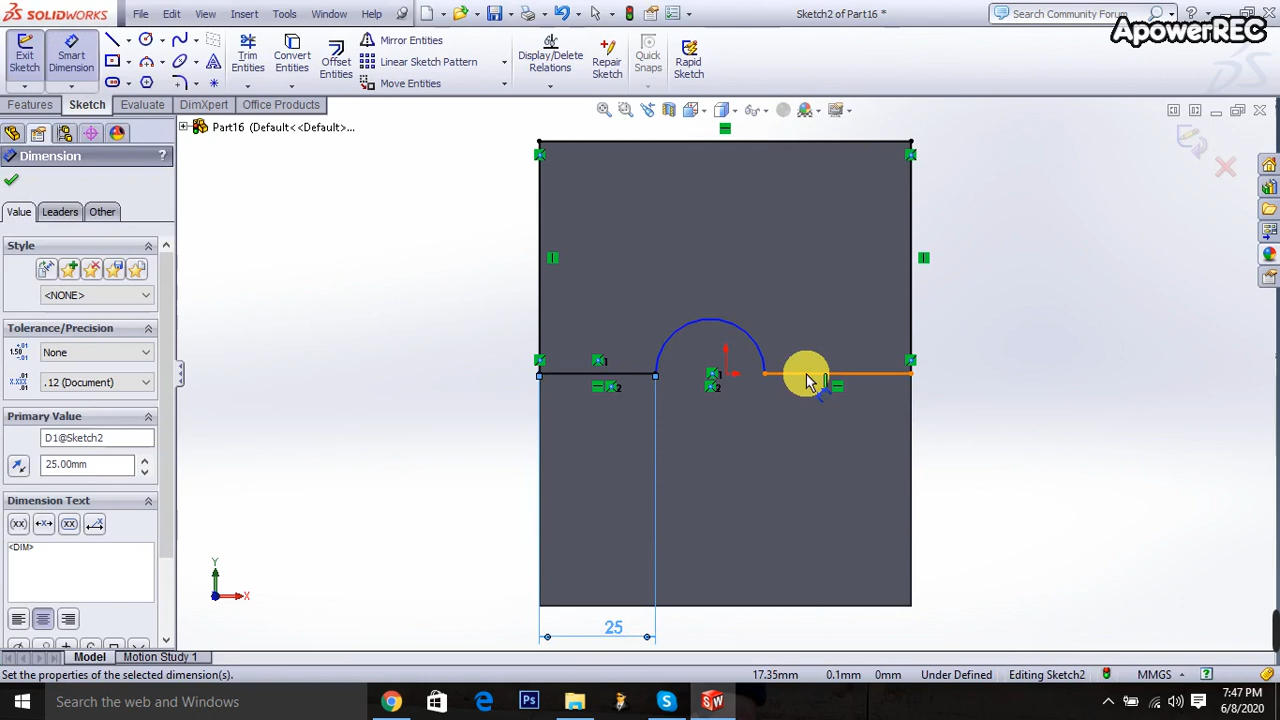 SOLIDWORKS File Edit View Insert Tools Window Help Sketch2 of Part16 * Search Community Forum
ApowerREC
Exit Sketch Smart Dimension Trim Entities Convert Entities Offset Entities Mirror Entities Linear Sketch Pattern Move Entities Display/Delete Relations Repair Sketch Quick Snaps Rapid Sketch
Features Sketch Evaluate DimXpert Office Products
Part16 (Default<<Default>...
Dimension ?
Value Leaders Other
Style
<NONE>
Tolerance/Precision
None
.12 (Document)
Primary Value
D1@Sketch2
25.00mm
Dimension Text
(xx)
<DIM>
1
2
1
2
25
Y
X
Model Motion Study 1
Set the properties of the selected dimension(s). 17.35mm 0.1mm 0mm Under Defined Editing Sketch2 MMGS
Search the web and Windows
7:47 PM
6/8/2020